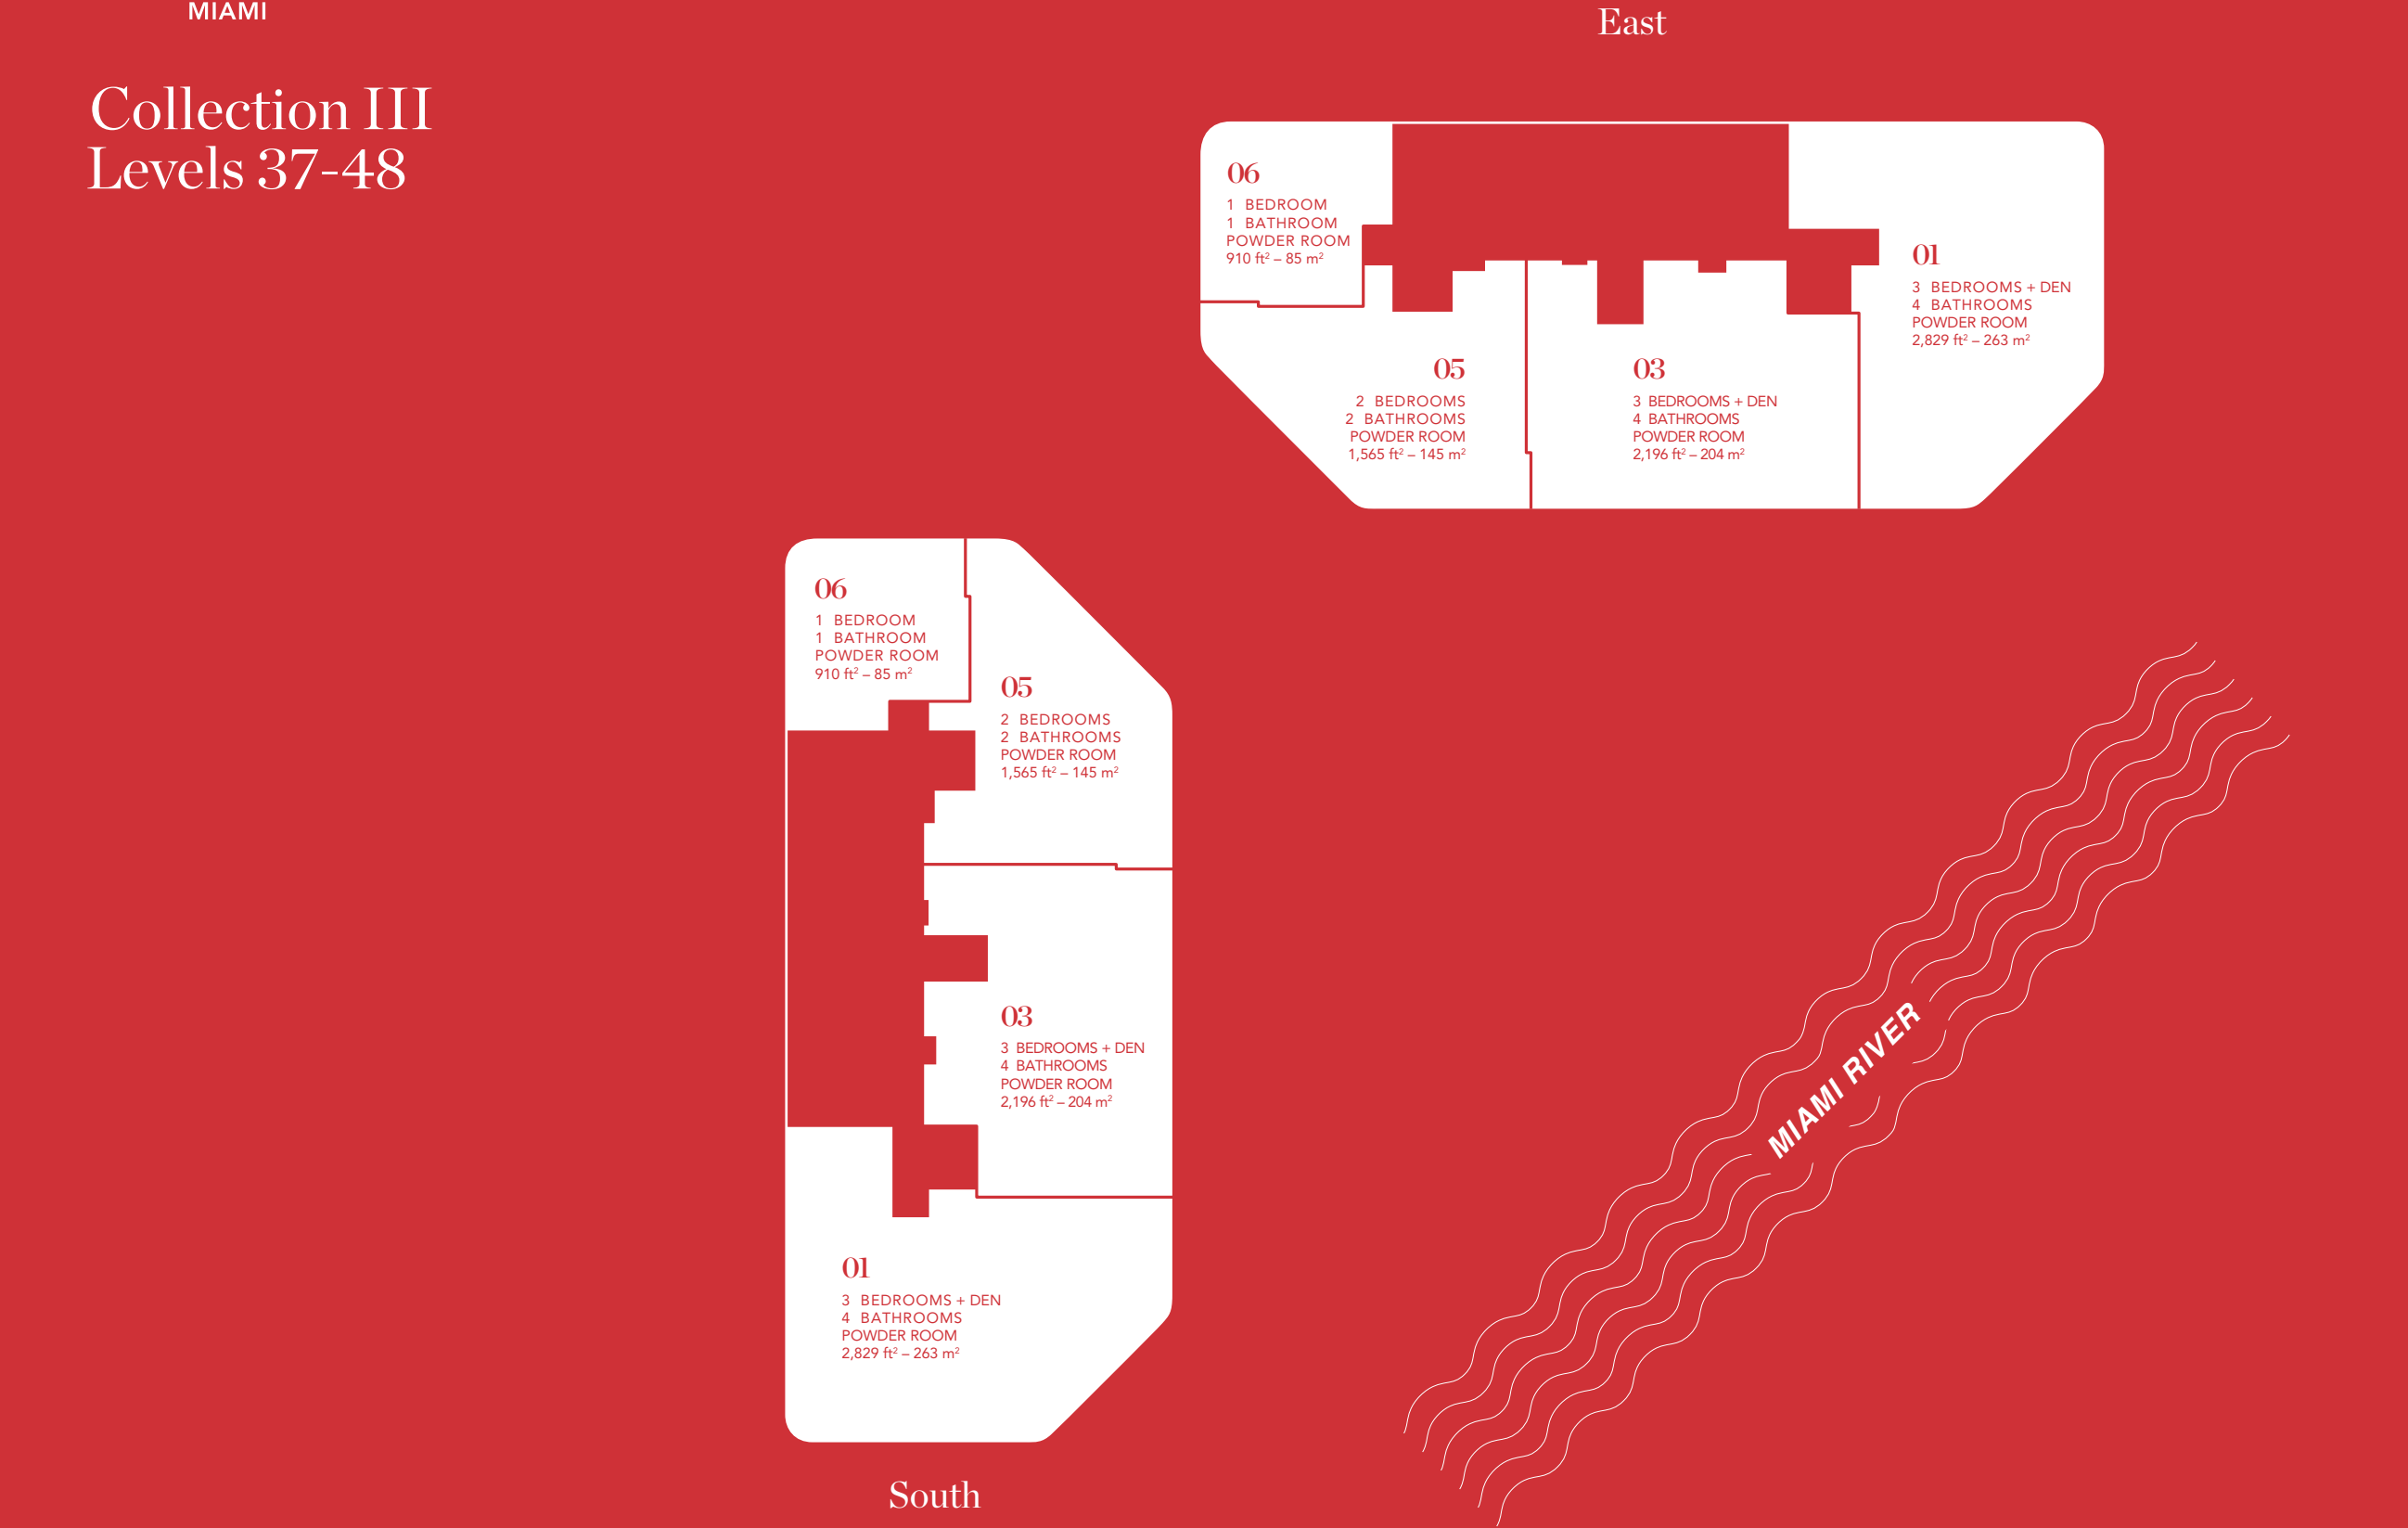 MIAMI
Collection III
Levels 37-48
East
06
1 BEDROOM
1 BATHROOM
POWDER ROOM
910 ft² – 85 m²
01
3 BEDROOMS + DEN
4 BATHROOMS
POWDER ROOM
2,829 ft² – 263 m²
05
2 BEDROOMS
2 BATHROOMS
POWDER ROOM
1,565 ft² – 145 m²
03
3 BEDROOMS + DEN
4 BATHROOMS
POWDER ROOM
2,196 ft² – 204 m²
06
1 BEDROOM
1 BATHROOM
POWDER ROOM
910 ft² – 85 m²
05
2 BEDROOMS
2 BATHROOMS
POWDER ROOM
1,565 ft² – 145 m²
03
3 BEDROOMS + DEN
4 BATHROOMS
POWDER ROOM
2,196 ft² – 204 m²
01
3 BEDROOMS + DEN
4 BATHROOMS
POWDER ROOM
2,829 ft² – 263 m²
South
MIAMI RIVER